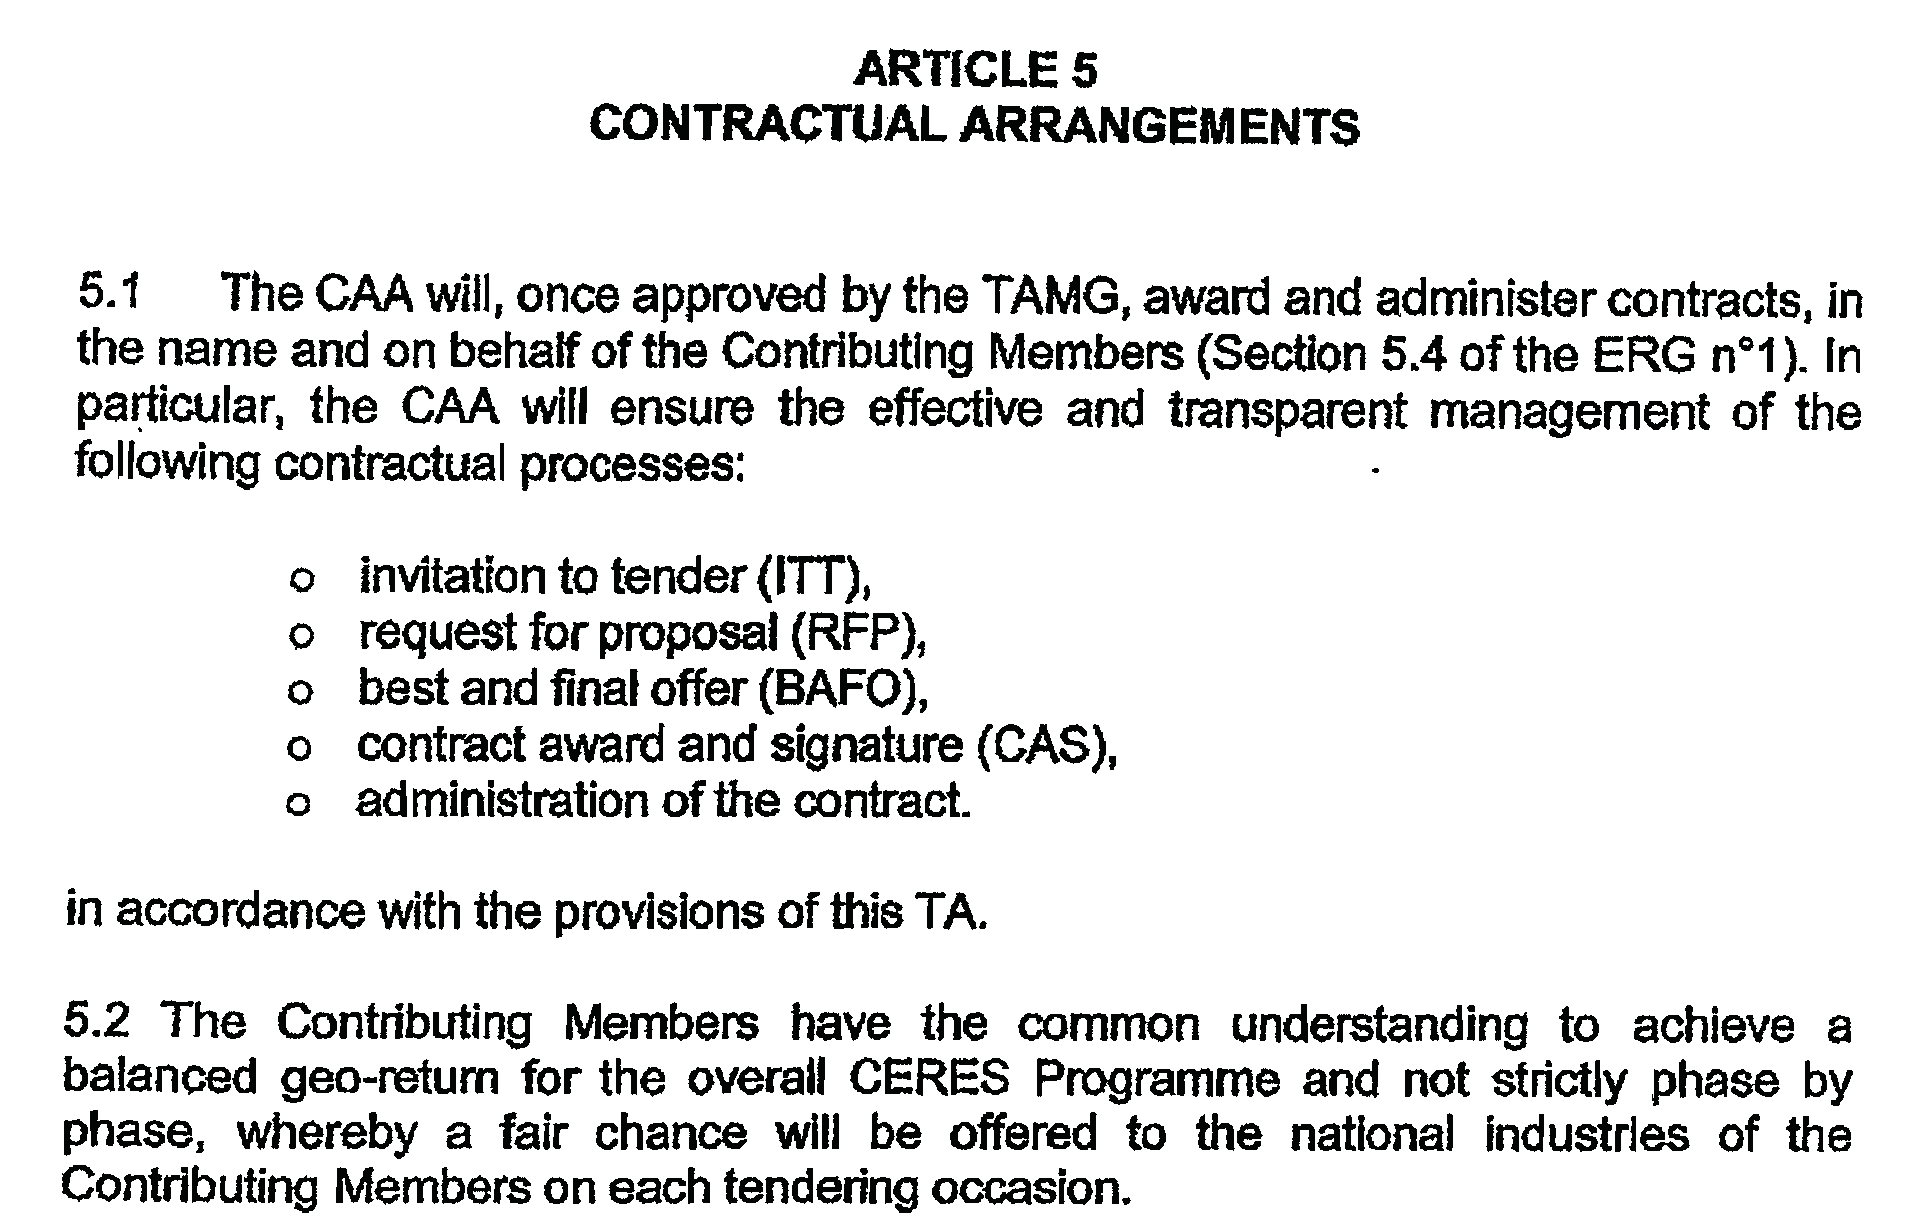 ARTICLE 5
CONTRACTUAL ARRANGEMENTS
5.1 The CAA will, once approved by the TAMG, award and administer contracts, in
the name and on behalf of the Contributing Members (Section 5.4 of the ERG n°1). In
particular, the CAA will ensure the effective and transparent management of the
following contractual processes:
o invitation to tender (ITT),
o request for proposal (RFP),
o best and final offer (BAFO),
o contract award and signature (CAS),
o administration of the contract.
in accordance with the provisions of this TA.
5.2 The Contributing Members have the common understanding to achieve a
balanced geo-return for the overall CERES Programme and not strictly phase by
phase, whereby a fair chance will be offered to the national industries of the
Contributing Members on each tendering occasion.